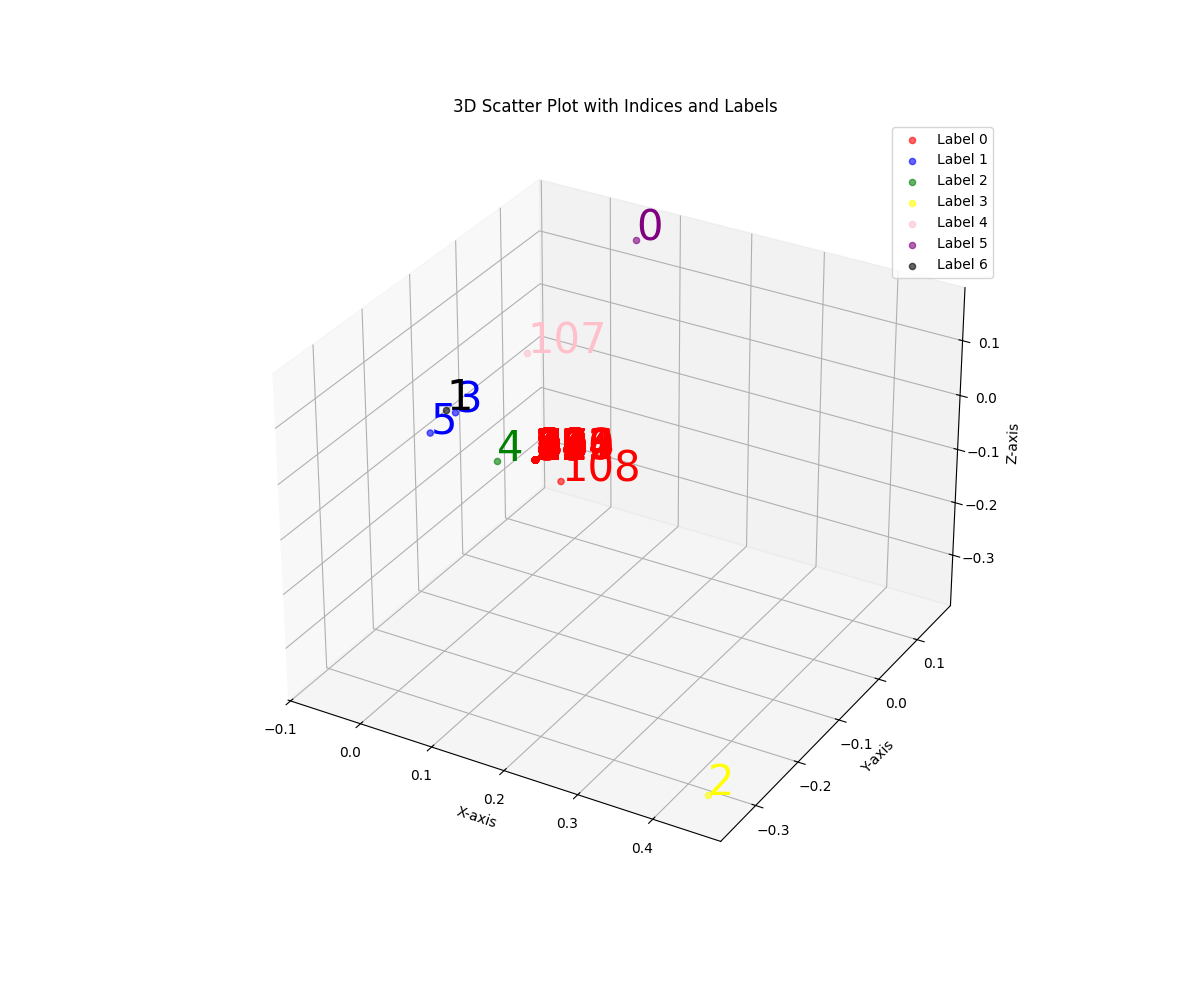 3D Scatter Plot with Indices and Labels
Label 0
Label 1
Label 2
Label 3
Label 4
Label 5
Label 6
0
107
1
3
5
4
108
2
0.1
0.0
−0.1
−0.2
−0.3
Z-axis
0.1
0.0
−0.1
−0.2
−0.3
Y-axis
−0.1
0.0
0.1
0.2
0.3
0.4
X-axis